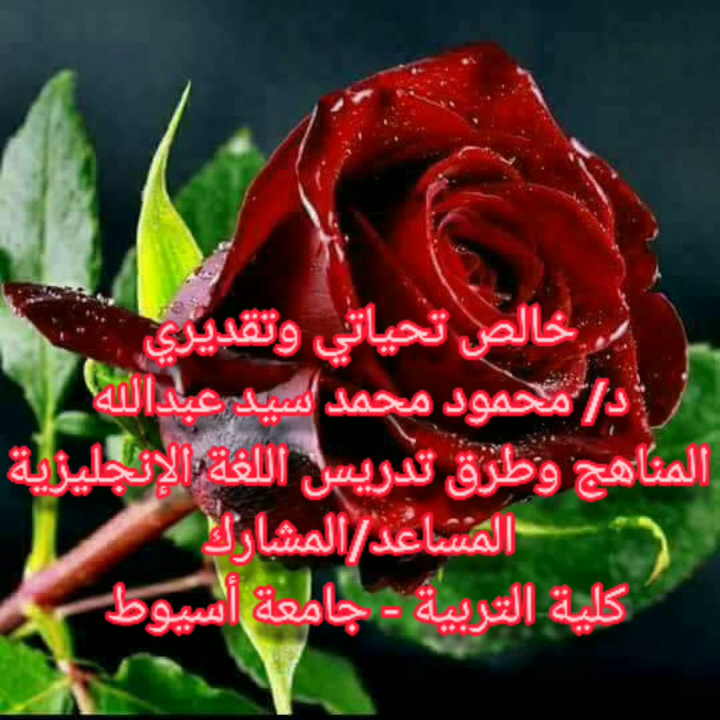 خالص تحياتي وتقديري
د/ محمود محمد سيد عبدالله
المناهج وطرق تدريس اللغة الإنجليزية
المساعد/المشارك
كلية التربية - جامعة أسيوط